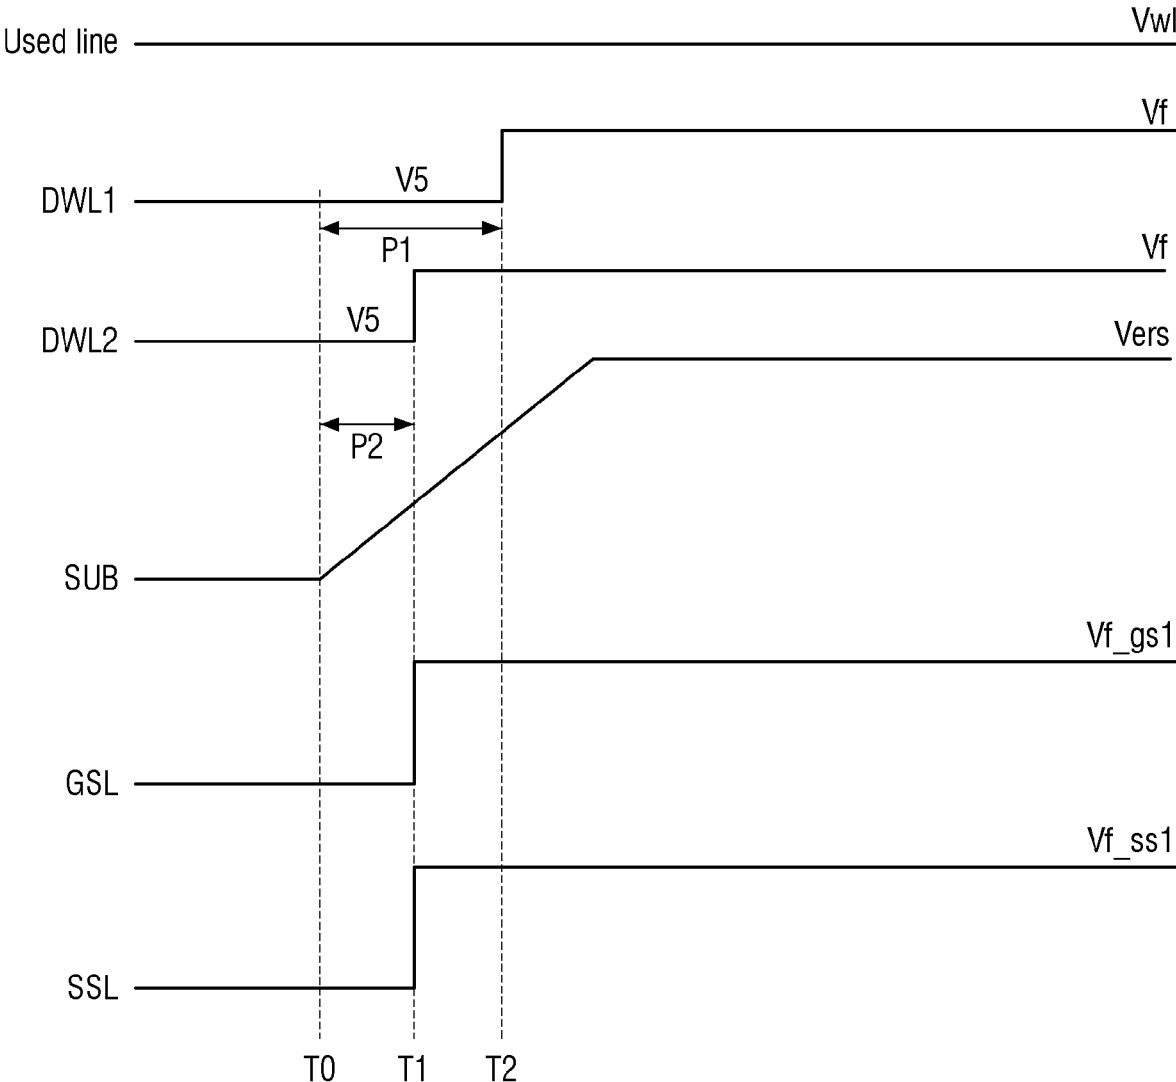 Vwl
Used line
Vf
V5
DWL1
P1
Vf
V5
DWL2
Vers
P2
SUB
Vf_gs1
GSL
Vf_ss1
SSL
T0 T1 T2